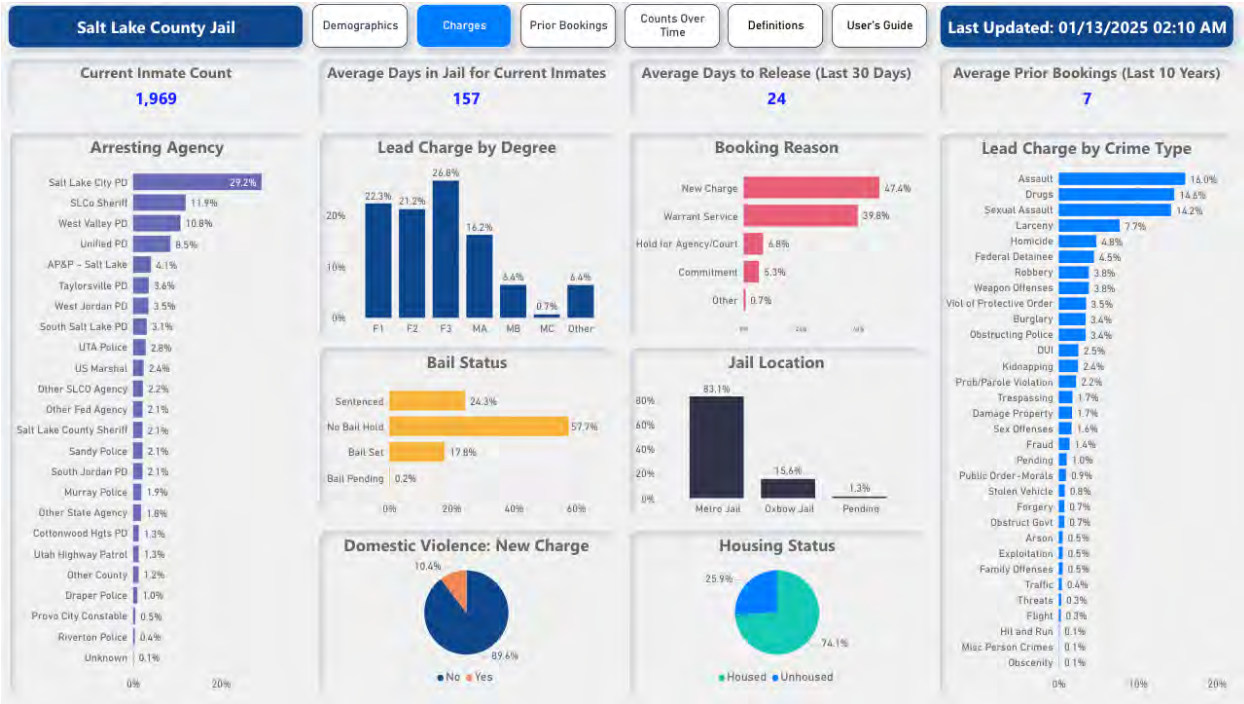 Salt Lake County Jail
Demographics
Charges
Prior Bookings
Counts Over
Time
Definitions
User's Guide
Last Updated: 01/13/2025 02:10 AM
Current Inmate Count
1,969
Average Days in Jail for Current Inmates
157
Average Days to Release (Last 30 Days)
24
Average Prior Bookings (Last 10 Years)
7
Arresting Agency
Salt Lake City PD 29.2%
SLCo Sheriff 11.9%
West Valley PD 10.8%
Unified PD 8.5%
AP&P - Salt Lake 4.1%
Taylorsville PD 3.6%
West Jordan PD 3.5%
South Salt Lake PD 3.1%
UTA Police 2.8%
US Marshal 2.4%
Other SLCO Agency 2.2%
Other Fed Agency 2.1%
Salt Lake County Sheriff 2.1%
Sandy Police 2.1%
South Jordan PD 2.1%
Murray Police 1.9%
Other State Agency 1.8%
Cottonwood Hgts PD 1.3%
Utah Highway Patrol 1.3%
Other County 1.2%
Draper Police 1.0%
Provo City Constable 0.5%
Riverton Police 0.4%
Unknown 0.1%
0% 20%
Lead Charge by Degree
26.8%
22.3% 21.2%
20%
16.2%
10%
6.4% 0.7% 6.4%
0%
F1 F2 F3 MA MB MC Other
Bail Status
Sentenced 24.3%
No Bail Hold 57.7%
Bail Set 17.8%
Bail Pending 0.2%
0% 20% 40% 60%
Domestic Violence: New Charge
10.4%
89.6%
No Yes
Booking Reason
New Charge 47.4%
Warrant Service 39.8%
Hold for Agency/Court 6.8%
Commitment 5.3%
Other 0.7%
Jail Location
83.1%
80%
60%
40%
20% 15.6%
1.3%
0%
Metro Jail Oxbow Jail Pending
Housing Status
25.9%
74.1%
Housed Unhoused
Lead Charge by Crime Type
Assault 16.0%
Drugs 14.6%
Sexual Assault 14.2%
Larceny 7.7%
Homicide 4.8%
Federal Detainee 4.5%
Robbery 3.8%
Weapon Offenses 3.8%
Viol of Protective Order 3.5%
Burglary 3.4%
Obstructing Police 3.4%
DUI 2.5%
Kidnapping 2.4%
Prob/Parole Violation 2.2%
Trespassing 1.7%
Damage Property 1.7%
Sex Offenses 1.6%
Fraud 1.4%
Pending 1.0%
Public Order-Morals 0.9%
Stolen Vehicle 0.8%
Forgery 0.7%
Obstruct Govt 0.7%
Arson 0.5%
Exploitation 0.5%
Family Offenses 0.5%
Traffic 0.4%
Threats 0.3%
Flight 0.3%
Hit and Run 0.1%
Misc Person Crimes 0.1%
Obscenity 0.1%
0% 10% 20%